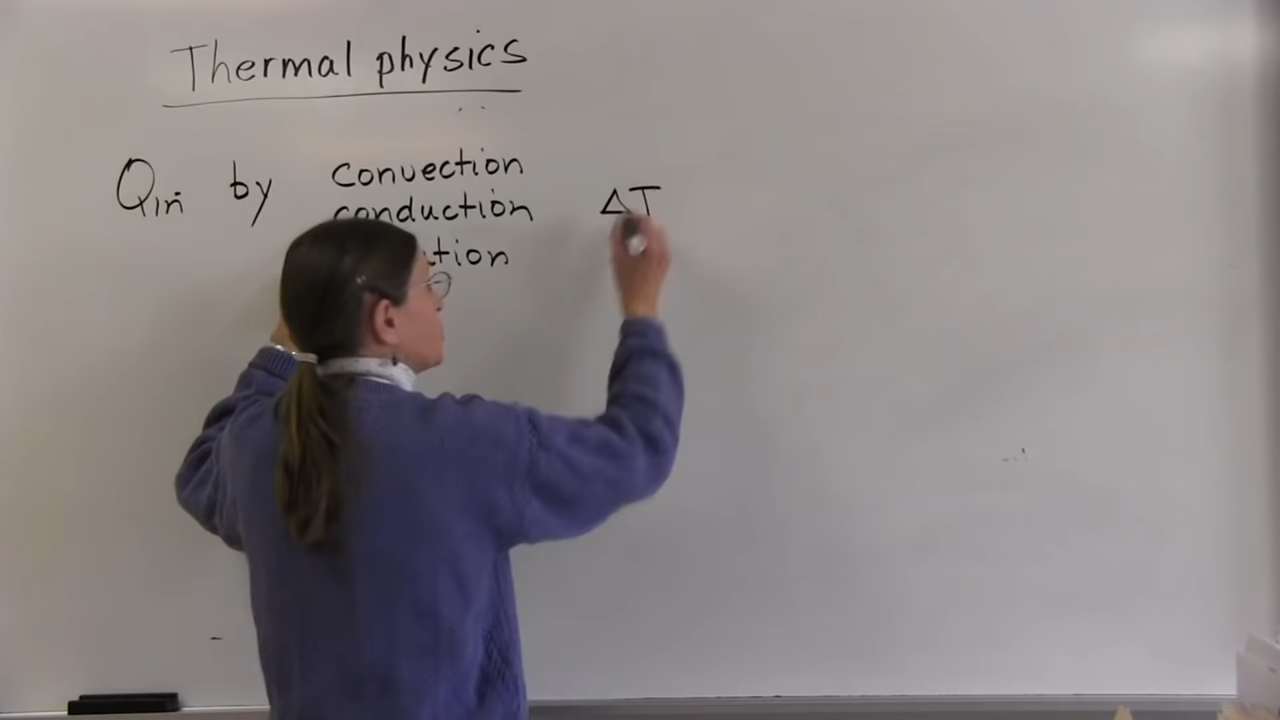 Thermal physics
Qin by convection
conduction ΔT
tion